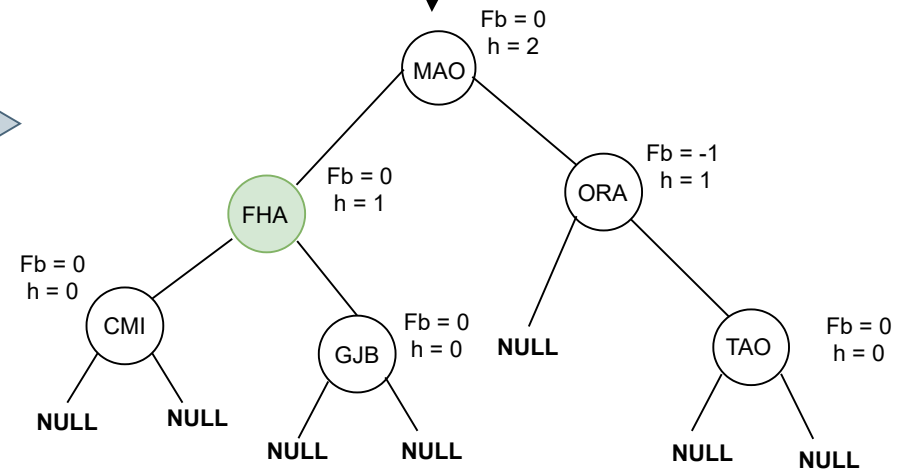 Fb = 0
h = 2
MAO
Fb = -1
h = 1
ORA
Fb = 0
h = 1
FHA
Fb = 0
h = 0
CMI
Fb = 0
h = 0
GJB
NULL
TAO
Fb = 0
h = 0
NULL
NULL
NULL
NULL
NULL
NULL